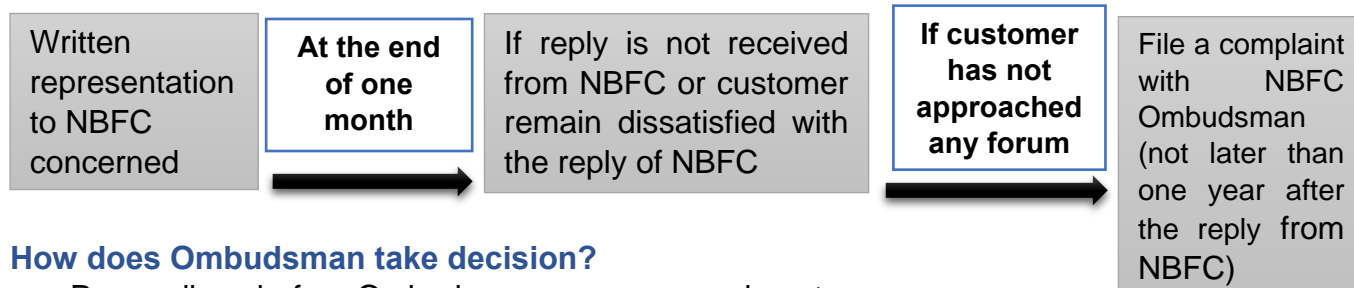 Written
representation
to NBFC
concerned
At the end
of one
month
If reply is not received
from NBFC or customer
remain dissatisfied with
the reply of NBFC
If customer
has not
approached
any forum
File a complaint
with NBFC
Ombudsman
(not later than
one year after
the reply from
NBFC)
How does Ombudsman take decision?